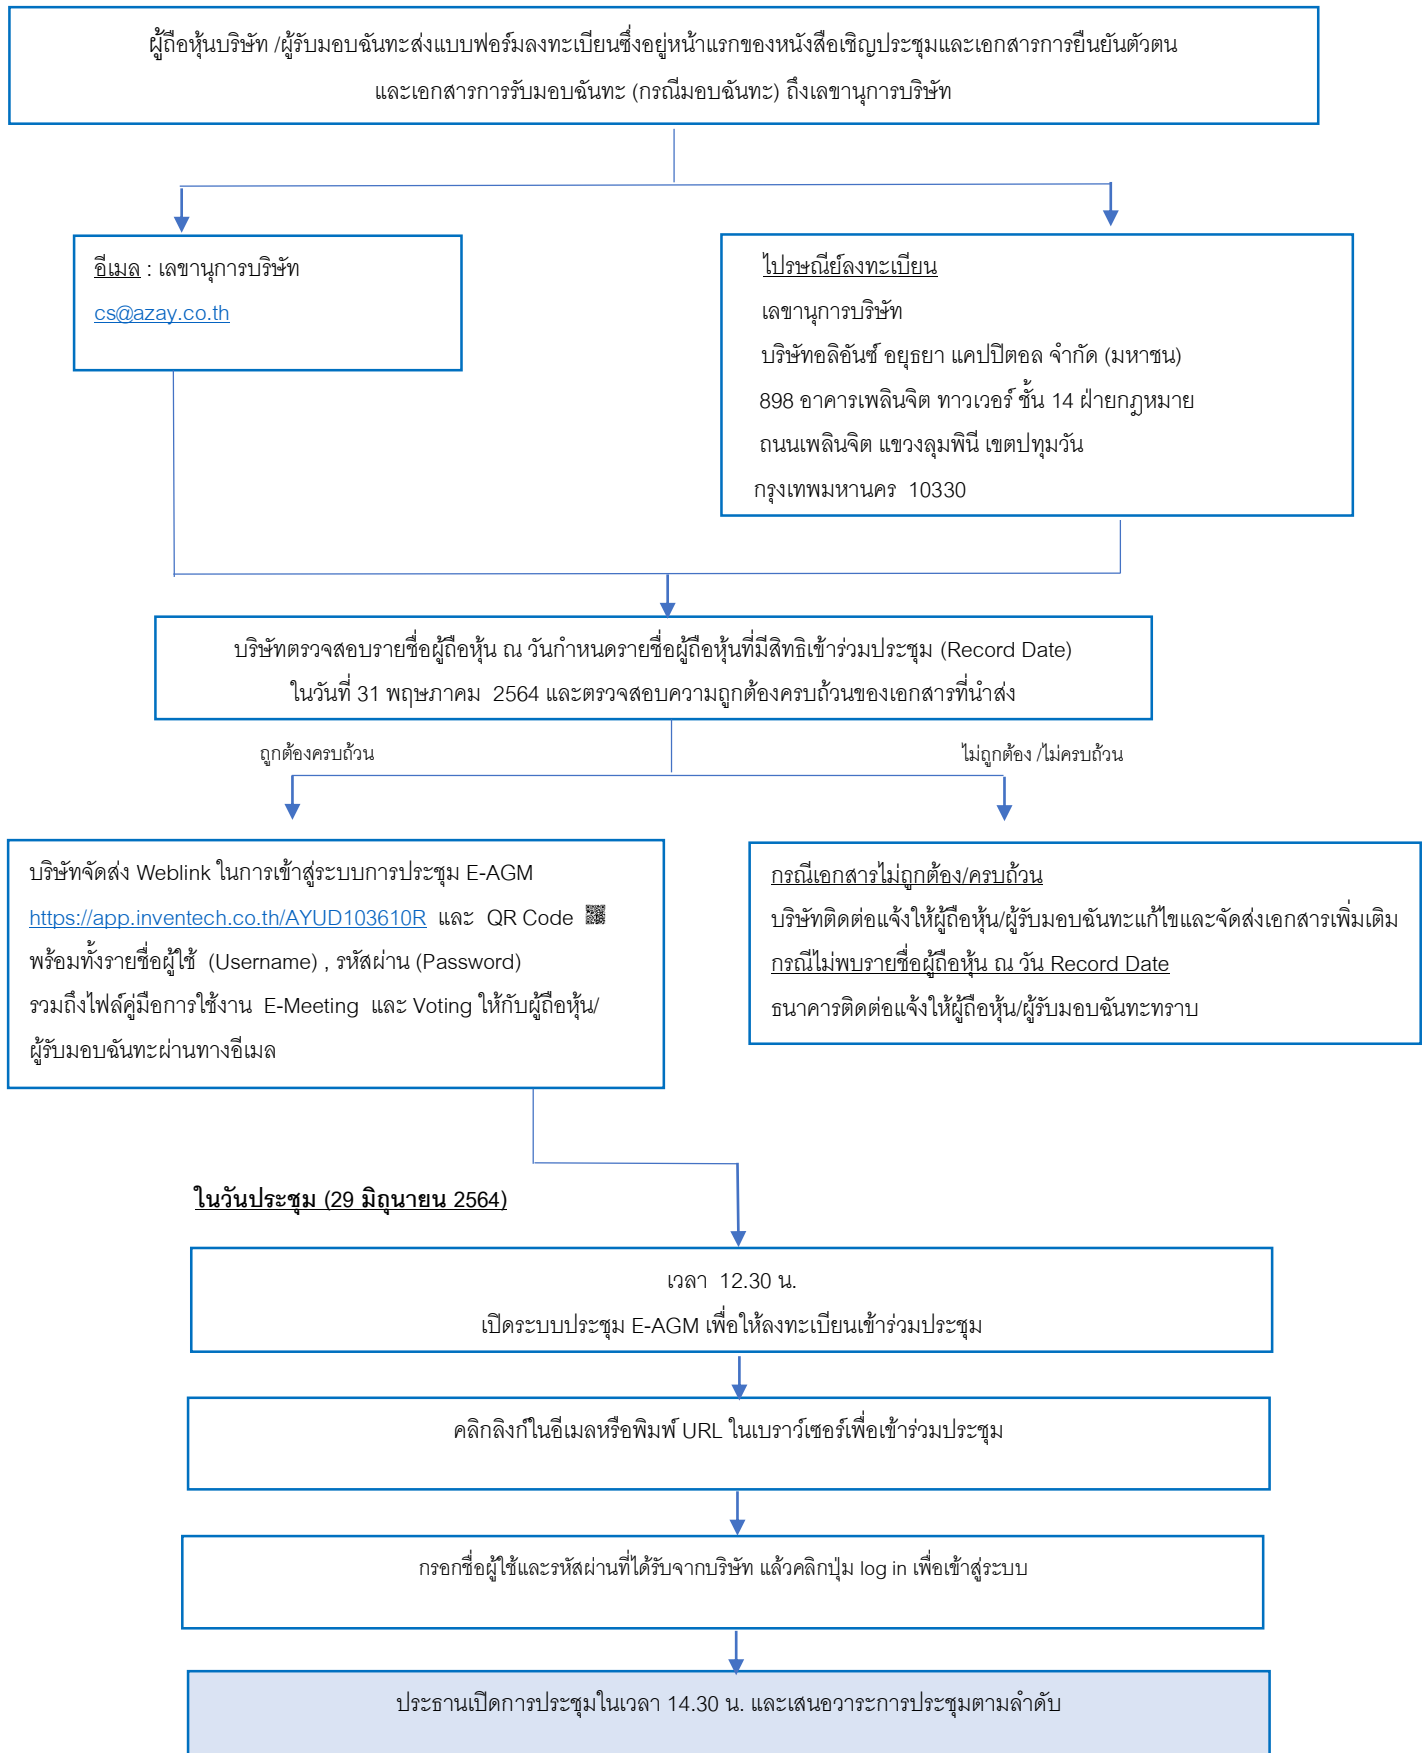 ผู้ถือหุ้นบริษัท /ผู้รับมอบฉันทะส่งแบบฟอร์มลงทะเบียนซึ่งอยู่หน้าแรกของหนังสือเชิญประชุมและเอกสารการยืนยันตัวตน
และเอกสารการรับมอบฉันทะ (กรณีมอบฉันทะ) ถึงเลขานุการบริษัท
อีเมล : เลขานุการบริษัท
cs@azay.co.th
ไปรษณีย์ลงทะเบียน
เลขานุการบริษัท
บริษัทอลิอันซ์ อยุธยา แคปปิตอล จำกัด (มหาชน)
898 อาคารเพลินจิต ทาวเวอร์ ชั้น 14 ฝ่ายกฎหมาย
ถนนเพลินจิต แขวงลุมพินี เขตปทุมวัน
กรุงเทพมหานคร 10330
บริษัทตรวจสอบรายชื่อผู้ถือหุ้น ณ วันกำหนดรายชื่อผู้ถือหุ้นที่มีสิทธิเข้าร่วมประชุม (Record Date)
ในวันที่ 31 พฤษภาคม 2564 และตรวจสอบความถูกต้องครบถ้วนของเอกสารที่นำส่ง
ถูกต้องครบถ้วน
ไม่ถูกต้อง /ไม่ครบถ้วน
บริษัทจัดส่ง Weblink ในการเข้าสู่ระบบการประชุม E-AGM
https://app.inventech.co.th/AYUD103610R และ QR Code
พร้อมทั้งรายชื่อผู้ใช้ (Username) , รหัสผ่าน (Password)
รวมถึงไฟล์คู่มือการใช้งาน E-Meeting และ Voting ให้กับผู้ถือหุ้น/
ผู้รับมอบฉันทะผ่านทางอีเมล
กรณีเอกสารไม่ถูกต้อง/ครบถ้วน
บริษัทติดต่อแจ้งให้ผู้ถือหุ้น/ผู้รับมอบฉันทะแก้ไขและจัดส่งเอกสารเพิ่มเติม
กรณีไม่พบรายชื่อผู้ถือหุ้น ณ วัน Record Date
ธนาคารติดต่อแจ้งให้ผู้ถือหุ้น/ผู้รับมอบฉันทะทราบ
ในวันประชุม (29 มิถุนายน 2564)
เวลา 12.30 น.
เปิดระบบประชุม E-AGM เพื่อให้ลงทะเบียนเข้าร่วมประชุม
คลิกลิงก์ในอีเมลหรือพิมพ์ URL ในเบราว์เซอร์เพื่อเข้าร่วมประชุม
กรอกชื่อผู้ใช้และรหัสผ่านที่ได้รับจากบริษัท แล้วคลิกปุ่ม log in เพื่อเข้าสู่ระบบ
ประธานเปิดการประชุมในเวลา 14.30 น. และเสนอวาระการประชุมตามลำดับ